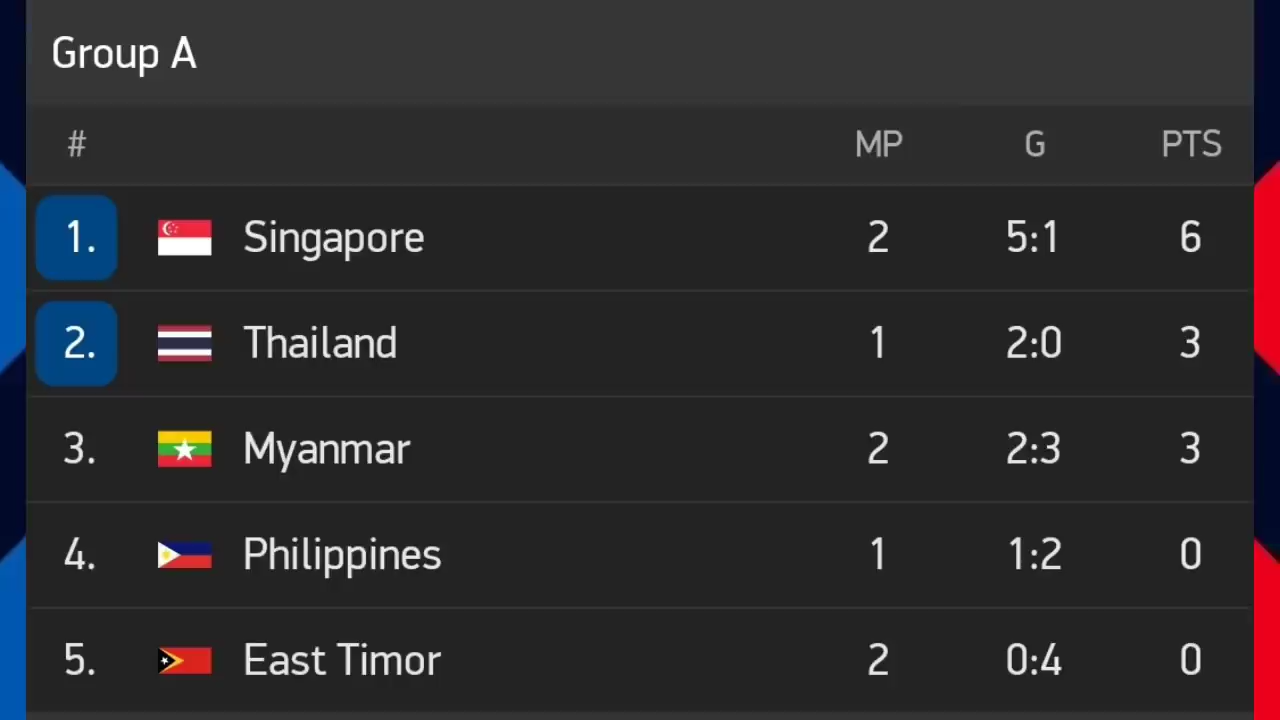 Group A
# MP G PTS
1. Singapore 2 5:1 6
2. Thailand 1 2:0 3
3. Myanmar 2 2:3 3
4. Philippines 1 1:2 0
5. East Timor 2 0:4 0